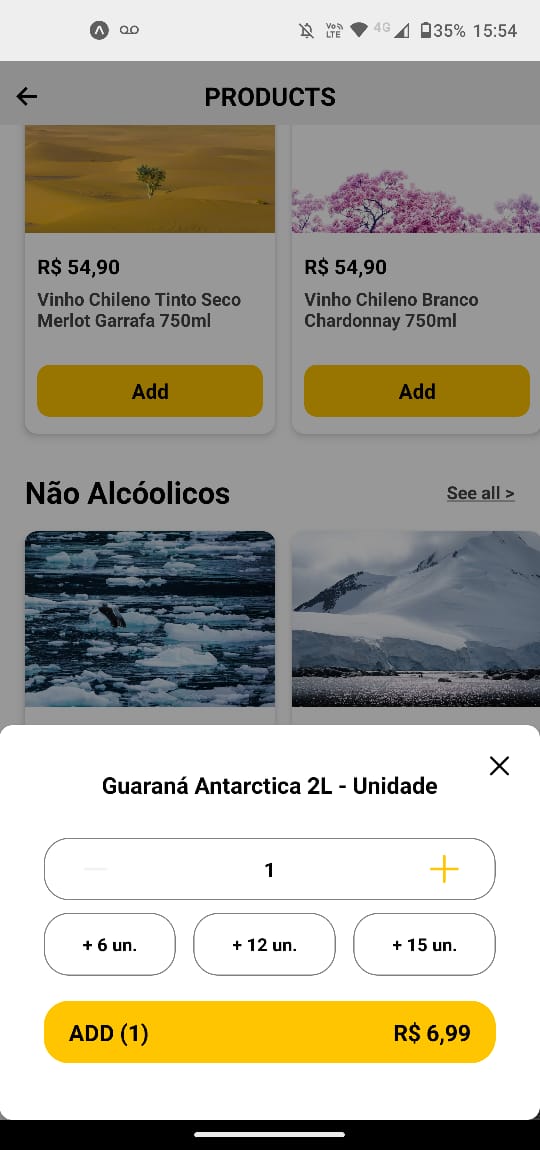 VoLTE 4G 35% 15:54
PRODUCTS
R$ 54,90
Vinho Chileno Tinto Seco
Merlot Garrafa 750ml
Add
R$ 54,90
Vinho Chileno Branco
Chardonnay 750ml
Add
Não Alcóolicos
See all >
Guaraná Antarctica 2L - Unidade
1
+ 6 un.
+ 12 un.
+ 15 un.
ADD (1)
R$ 6,99